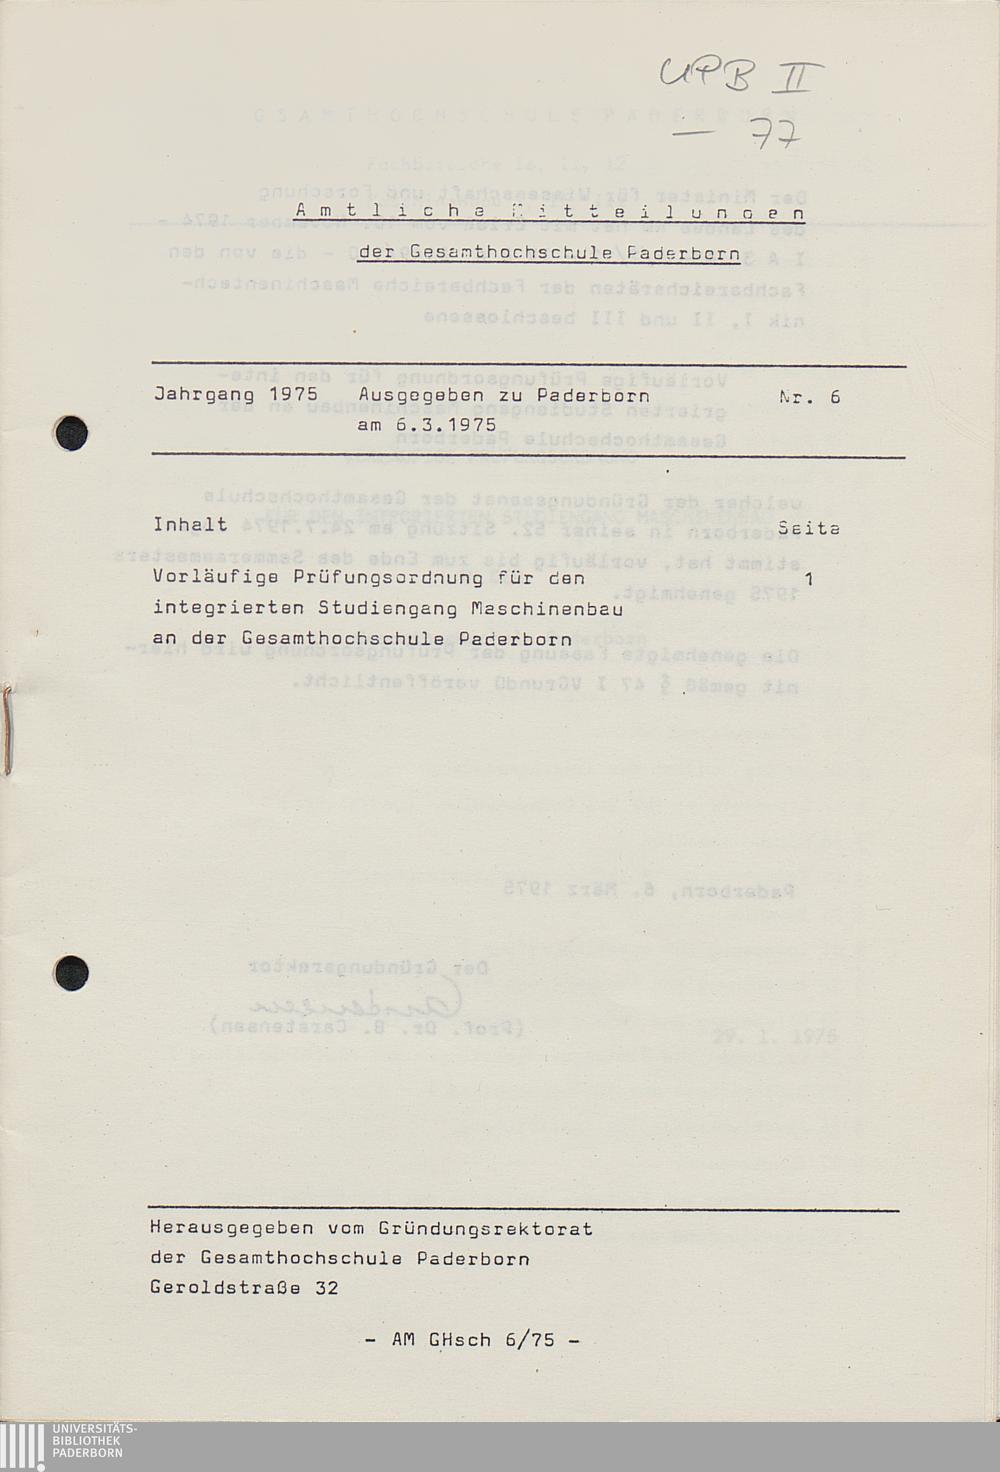 UPB II
— 77
Amtliche Mitteilungen
der Gesamthochschule Paderborn
Jahrgang 1975 Ausgegeben zu Paderborn Nr. 6
am 6.3.1975
Inhalt Seite
Vorläufige Prüfungsordnung für den 1
integrierten Studiengang Maschinenbau
an der Gesamthochschule Paderborn
Herausgegeben vom Gründungsrektorat
der Gesamthochschule Paderborn
Geroldstraße 32
- AM GHsch 6/75 -
UNIVERSITÄTS-
BIBLIOTHEK
PADERBORN